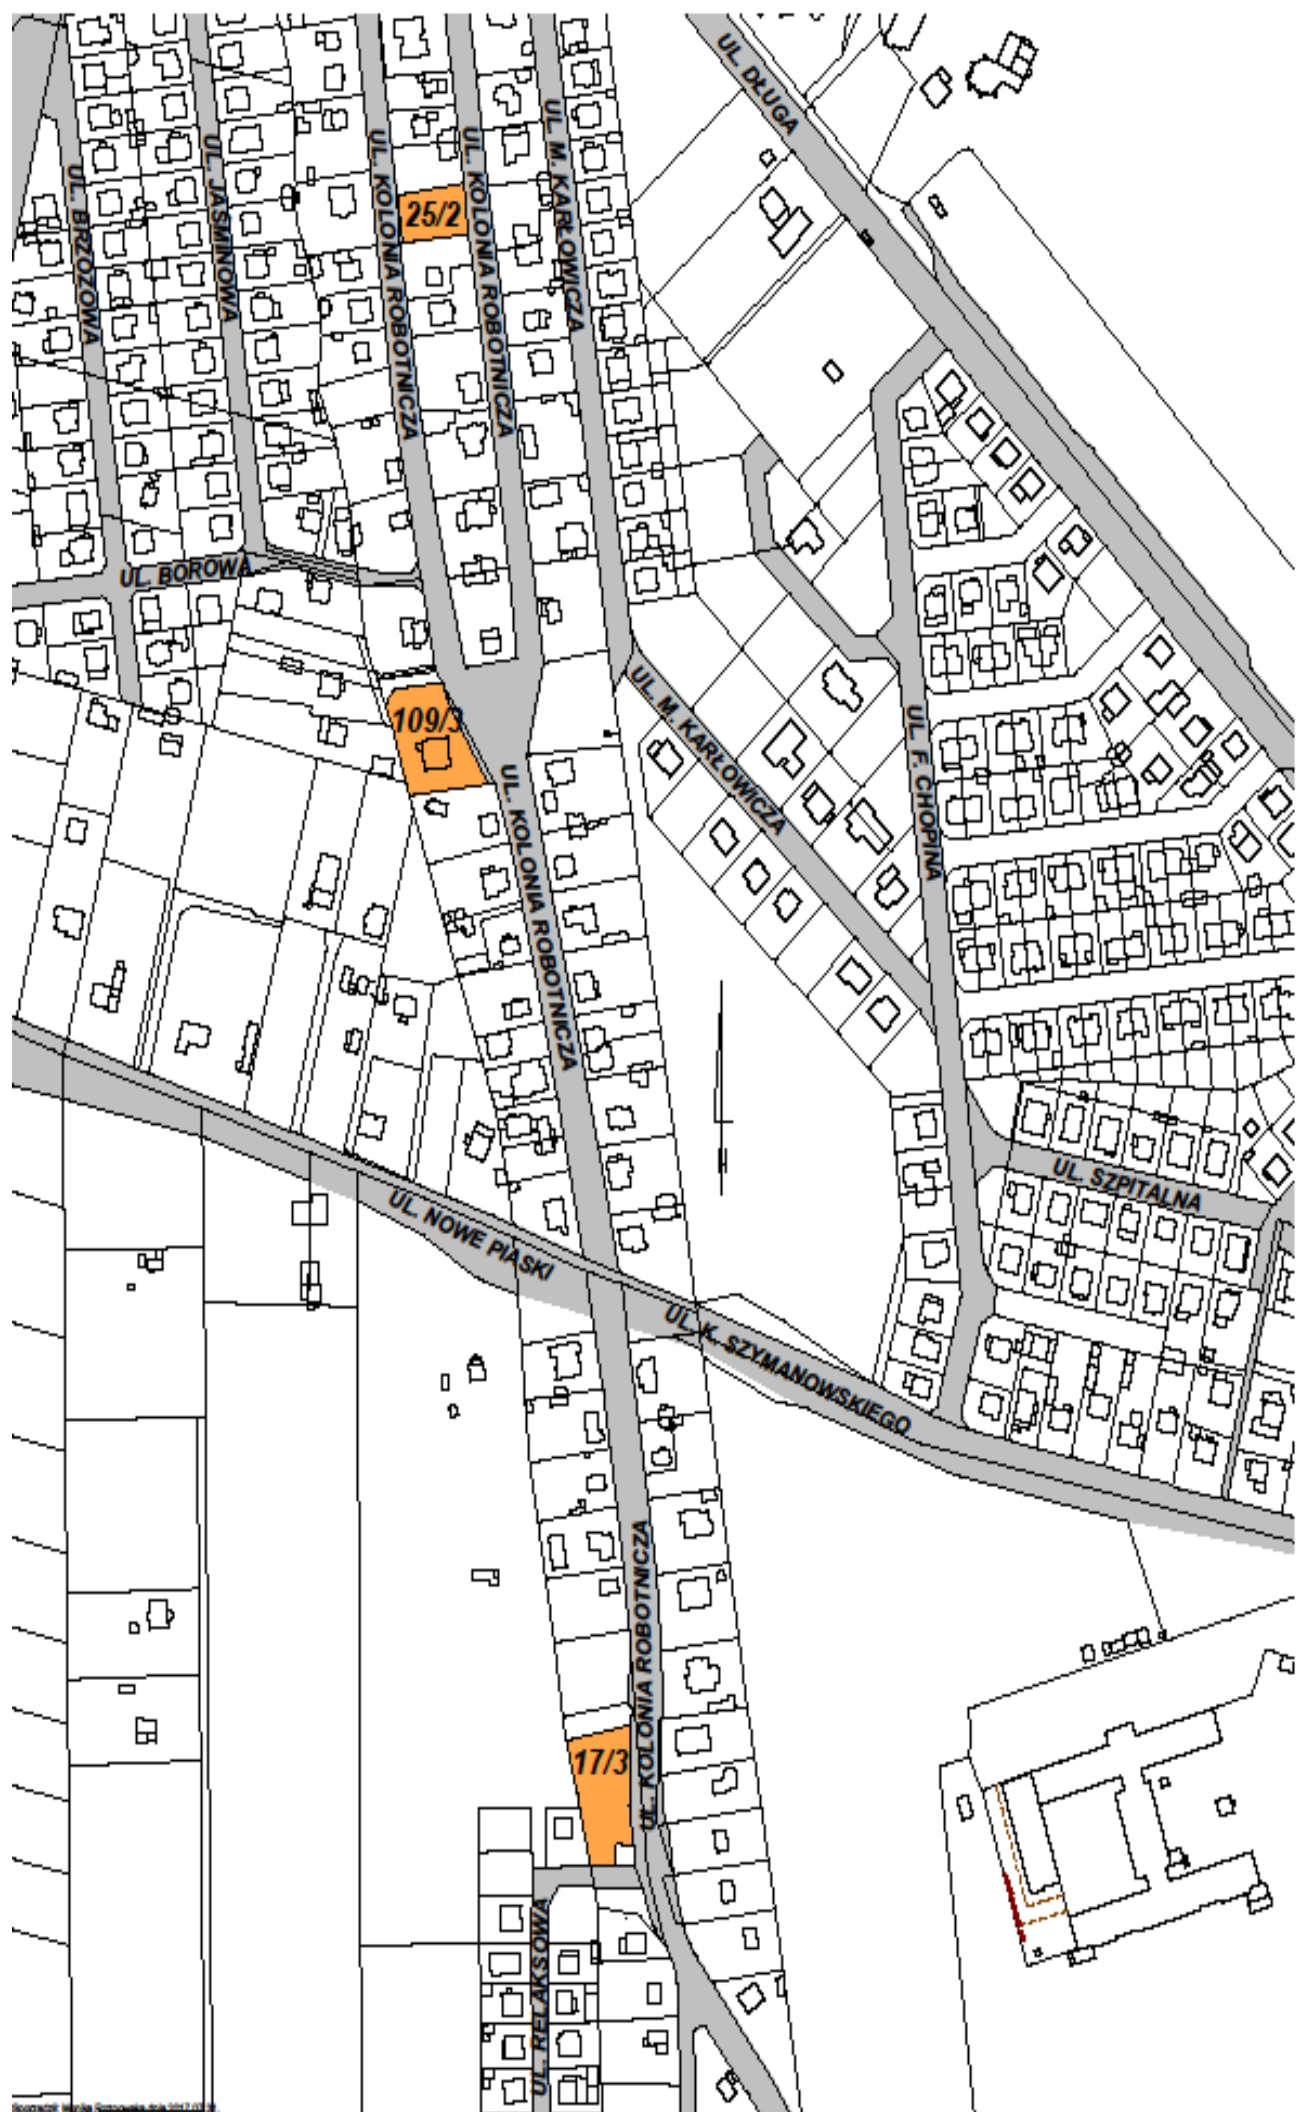 UL. DŁUGA
UL. M. KARŁOWICZA
UL. KOLONIA ROBOTNICZA
UL. KOLONIA ROBOTNICZA
UL. JAŚMINOWA
UL. BRZOZOWA
25/2
UL. BOROWA
109/3
UL. M. KARŁOWICZA
UL. F. CHOPINA
UL. KOLONIA ROBOTNICZA
UL. SZPITALNA
N
UL. NOWE PIASKI
UL. K. SZYMANOWSKIEGO
UL. KOLONIA ROBOTNICZA
17/3
UL. RELAKSOWA